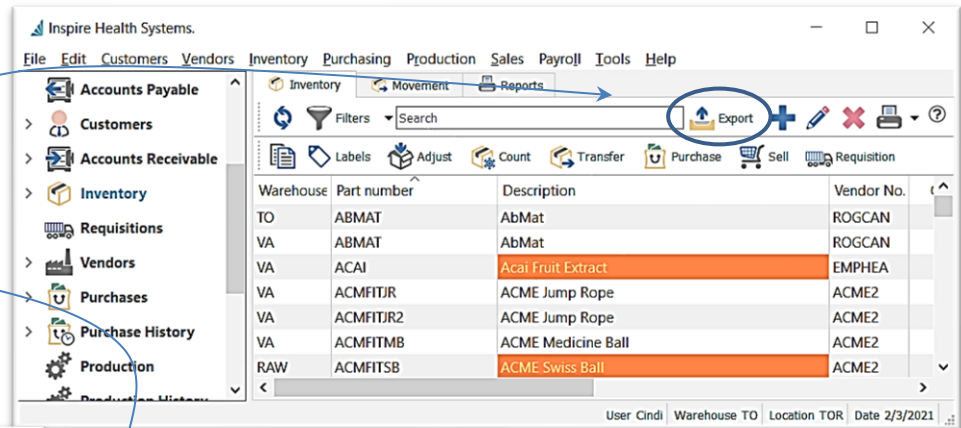 Inspire Health Systems.
File Edit Customers Vendors Inventory Purchasing Production Sales Payroll Tools Help
Accounts Payable
Customers
Accounts Receivable
Inventory
Requisitions
Vendors
Purchases
Purchase History
Production
Production History
Inventory Movement Reports
Filters Search Export
Labels Adjust Count Transfer Purchase Sell Requisition
Warehouse Part number Description Vendor No.
TO ABMAT AbMat ROGCAN
VA ABMAT AbMat ROGCAN
VA ACAI Acai Fruit Extract EMPHEA
VA ACMFITJR ACME Jump Rope ACME2
VA ACMFITJR2 ACME Jump Rope ACME2
VA ACMFITMB ACME Medicine Ball ACME2
RAW ACMFITSB ACME Swiss Ball ACME2
User Cindi Warehouse TO Location TOR Date 2/3/2021